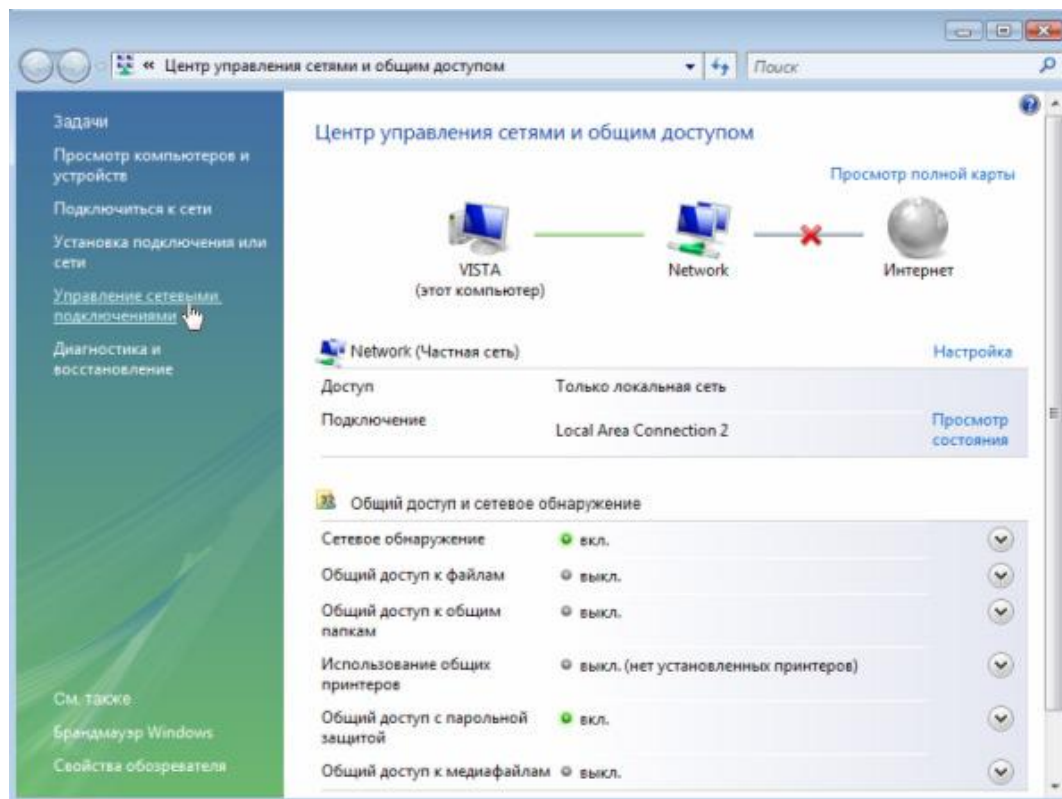 « Центр управления сетями и общим доступом
Поиск
Задачи
Просмотр компьютеров и
устройств
Подключиться к сети
Установка подключения или
сети
Управление сетевыми
подключениями
Диагностика и
восстановление
См. также
Брандмауэр Windows
Свойства обозревателя
Центр управления сетями и общим доступом
Просмотр полной карты
VISTA
(этот компьютер)
Network
Интернет
Network (Частная сеть)
Настройка
Доступ
Только локальная сеть
Подключение
Local Area Connection 2
Просмотр
состояния
Общий доступ и сетевое обнаружение
Сетевое обнаружение
вкл.
Общий доступ к файлам
выкл.
Общий доступ к общим
папкам
выкл.
Использование общих
принтеров
выкл. (нет установленных принтеров)
Общий доступ с парольной
защитой
вкл.
Общий доступ к медиафайлам
выкл.